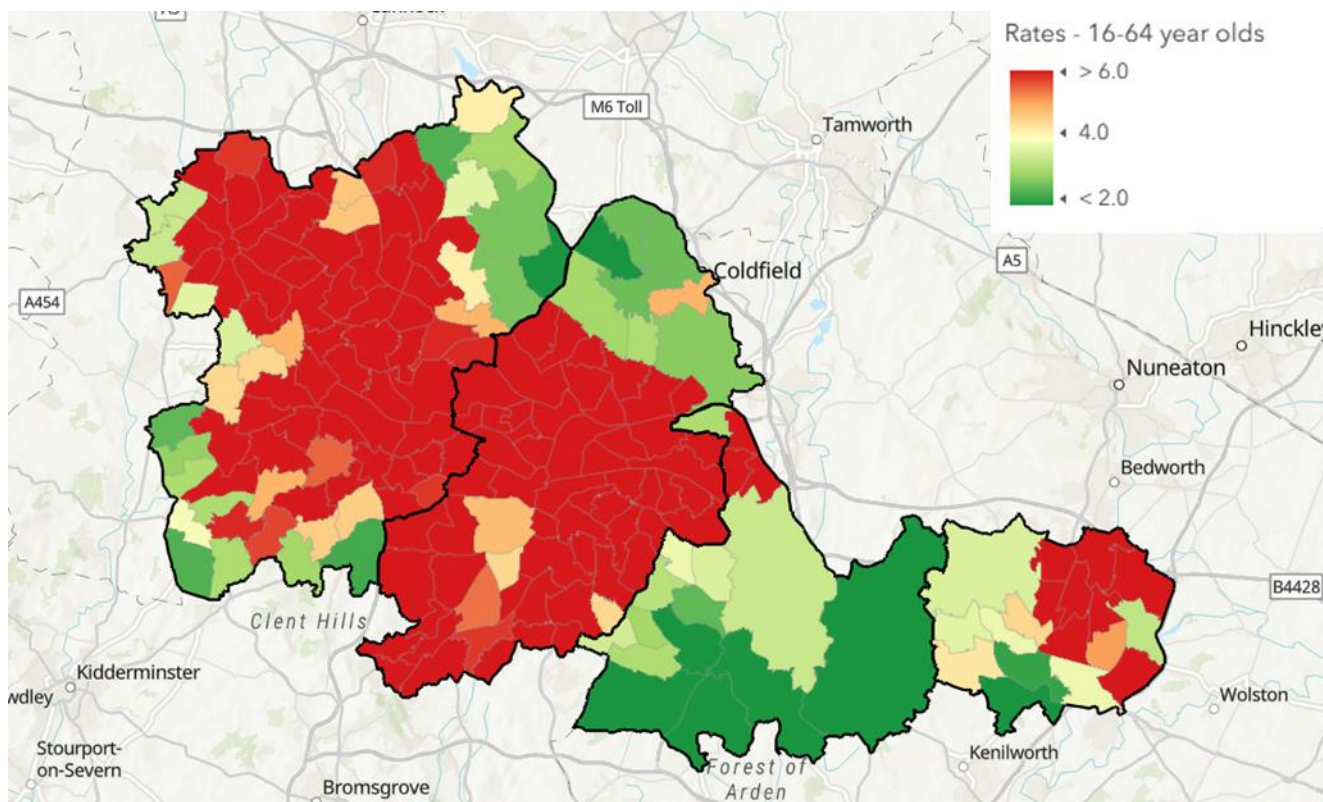 Rates - 16-64 year olds
> 6.0
4.0
< 2.0
M6 Toll
Tamworth
Coldfield
A5
A454
Hinckley
Nuneaton
Bedworth
B4428
Clent Hills
Kidderminster
wdley
Wolston
Stourport-
on-Severn
Kenilworth
Forest of
Arden
Bromsgrove